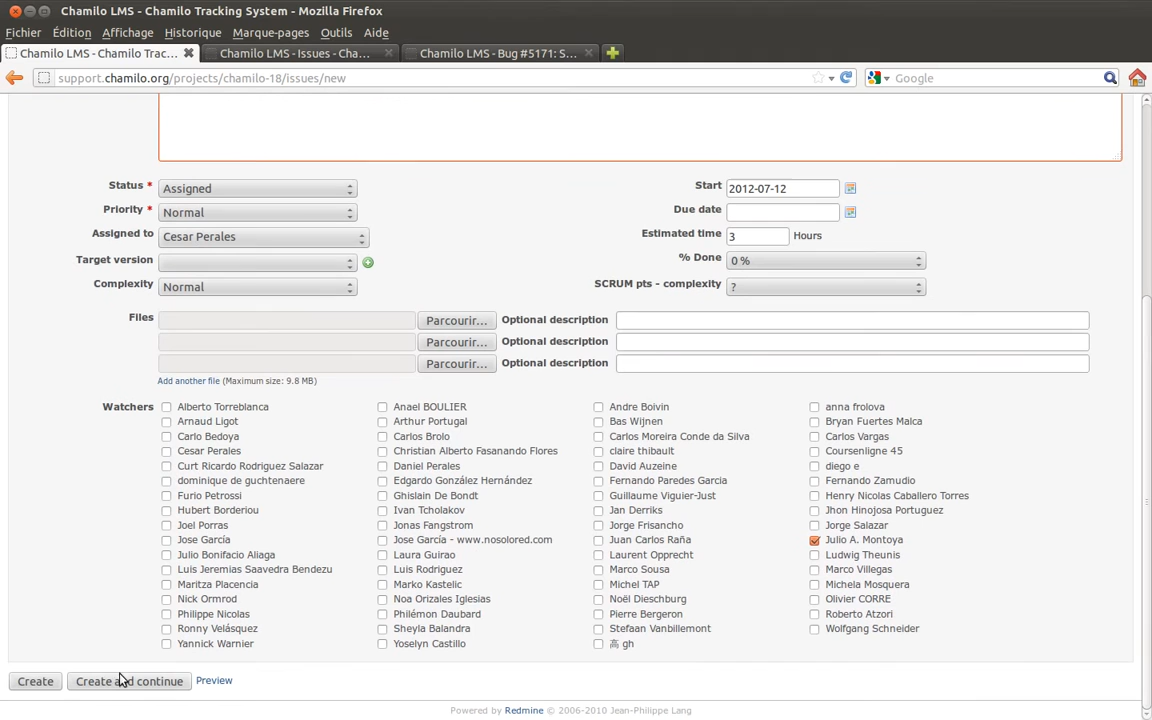 Chamilo LMS - Chamilo Tracking System - Mozilla Firefox
Fichier Édition Affichage Historique Marque-pages Outils Aide
Chamilo LMS - Chamilo Trac... Chamilo LMS - Issues - Cha... Chamilo LMS - Bug #5171: S...
support.chamilo.org/projects/chamilo-18/issues/new Google
Status * Assigned Start 2012-07-12
Priority * Normal Due date
Assigned to Cesar Perales Estimated time 3 Hours
Target version % Done 0 %
Complexity Normal SCRUM pts - complexity ?
Files Parcourir... Optional description
Parcourir... Optional description
Parcourir... Optional description
Add another file (Maximum size: 9.8 MB)
Watchers Alberto Torreblanca Anael BOULIER Andre Boivin anna frolova
Arnaud Ligot Arthur Portugal Bas Wijnen Bryan Fuertes Malca
Carlo Bedoya Carlos Brolo Carlos Moreira Conde da Silva Carlos Vargas
Cesar Perales Christian Alberto Fasanando Flores claire thibault Coursenligne 45
Curt Ricardo Rodriguez Salazar Daniel Perales David Auzeine diego e
dominique de guchtenaere Edgardo González Hernández Fernando Paredes Garcia Fernando Zamudio
Furio Petrossi Ghislain De Bondt Guillaume Viguier-Just Henry Nicolas Caballero Torres
Hubert Borderiou Ivan Tcholakov Jan Derriks Jhon Hinojosa Portuguez
Joel Porras Jonas Fangstrom Jorge Frisancho Jorge Salazar
Jose García Jose García - www.nosolored.com Juan Carlos Raña Julio A. Montoya
Julio Bonifacio Aliaga Laura Guirao Laurent Opprecht Ludwig Theunis
Luis Jeremias Saavedra Bendezu Luis Rodriguez Marco Sousa Marco Villegas
Maritza Placencia Marko Kastelic Michel TAP Michela Mosquera
Nick Ormrod Noa Orizales Iglesias Noël Dieschburg Olivier CORRE
Philippe Nicolas Philémon Daubard Pierre Bergeron Roberto Atzori
Ronny Velásquez Sheyla Balandra Stefaan Vanbillemont Wolfgang Schneider
Yannick Warnier Yoselyn Castillo 高 gh
Create Create and continue Preview
Powered by Redmine © 2006-2010 Jean-Philippe Lang